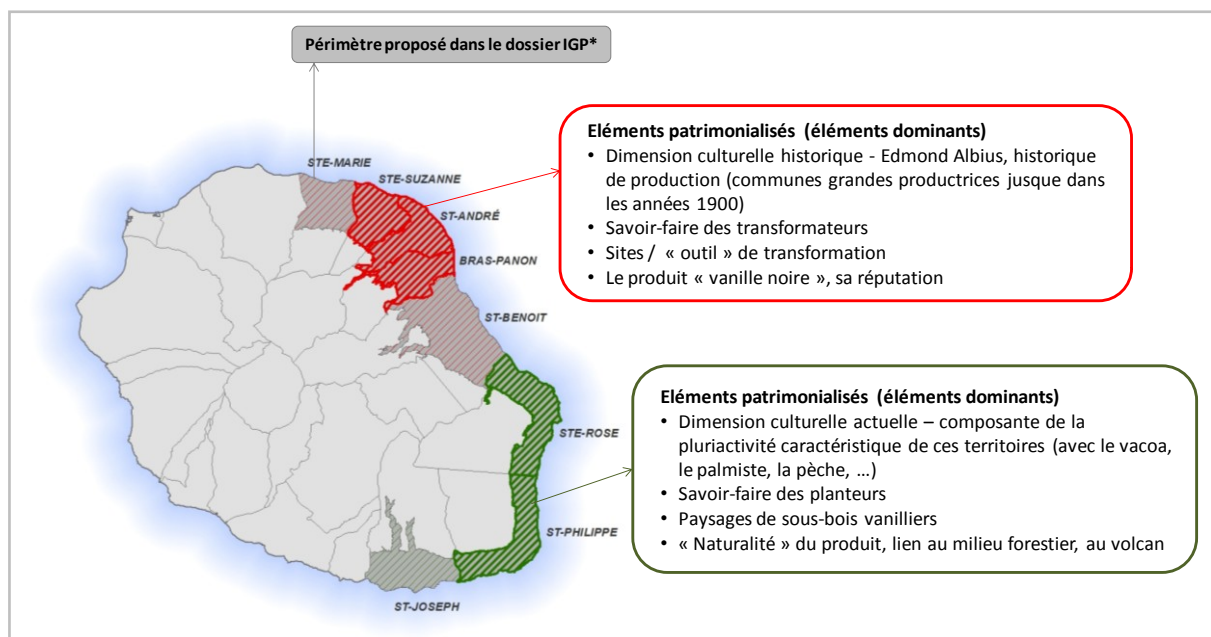 Périmètre proposé dans le dossier IGP*
STE-MARIE
STE-SUZANNE
ST-ANDRÉ
BRAS-PANON
ST-BENOIT
STE-ROSE
ST-PHILIPPE
ST-JOSEPH
Eléments patrimonialisés (éléments dominants)
• Dimension culturelle historique - Edmond Albius, historique
de production (communes grandes productrices jusque dans
les années 1900)
• Savoir-faire des transformateurs
• Sites / « outil » de transformation
• Le produit « vanille noire », sa réputation
Eléments patrimonialisés (éléments dominants)
• Dimension culturelle actuelle – composante de la
pluriactivité caractéristique de ces territoires (avec le vacoa,
le palmiste, la pêche, …)
• Savoir-faire des planteurs
• Paysages de sous-bois vanilliers
• « Naturalité » du produit, lien au milieu forestier, au volcan